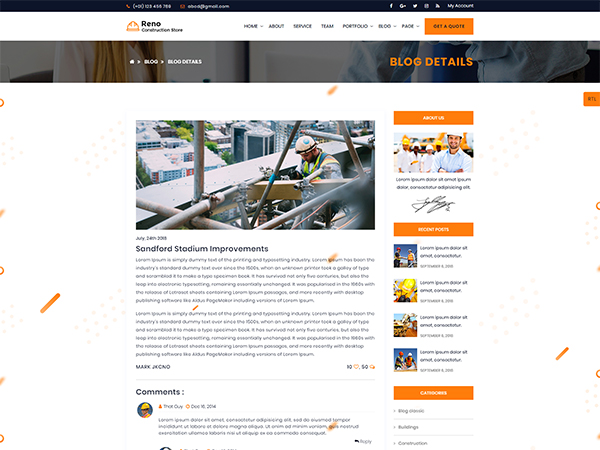 (+01) 123 456 789 abcd@gmail.com My Account
Reno
Construction Store
HOME ABOUT SERVICE TEAM PORTFOLIO BLOG PAGE GET A QUOTE
BLOG BLOG DETAILS
BLOG DETAILS
RTL
July, 24th 2018
Sandford Stadium Improvements
Lorem Ipsum is simply dummy text of the printing and typesetting industry. Lorem Ipsum has been the
industry's standard dummy text ever since the 1500s, when an unknown printer took a galley of type
and scrambled it to make a type specimen book. It has survived not only five centuries, but also the
leap into electronic typesetting, remaining essentially unchanged. It was popularised in the 1960s with
the release of Letraset sheets containing Lorem Ipsum passages, and more recently with desktop
publishing software like Aldus PageMaker including versions of Lorem Ipsum.
Lorem Ipsum is simply dummy text of the printing and typesetting industry. Lorem Ipsum has been the
industry's standard dummy text ever since the 1500s, when an unknown printer took a galley of type
and scrambled it to make a type specimen book. It has survived not only five centuries, but also the
leap into electronic typesetting, remaining essentially unchanged. It was popularised in the 1960s with
the release of Letraset sheets containing Lorem Ipsum passages, and more recently with desktop
publishing software like Aldus PageMaker including versions of Lorem Ipsum
MARK JKCNO 10 , 50
Comments :
That Guy Dec 16, 2014
Lorem ipsum dolor sit amet, consectetur adipisicing elit, sed do eiusmod tempor
incididunt ut labore et dolore magna aliqua. Ut enim ad minim veniam, quis nostrud
exercitation ullamco laboris nisi ut aliquip ex ea commodo consequat.
Reply
ABOUT US
Lorem ipsum dolor sit amet ipsum
dolor, consectetur adipisicing elit.
RECENT POSTS
Lorem ipsum dolor sit
amet, consectetur.
SEPTEMBER 5, 2020
Lorem ipsum dolor sit
amet, consectetur.
SEPTEMBER 5, 2020
Lorem ipsum dolor sit
amet, consectetur.
SEPTEMBER 5, 2020
Lorem ipsum dolor sit
amet, consectetur.
SEPTEMBER 5, 2020
CATEGORIES
Blog classic
Buildings
Construction